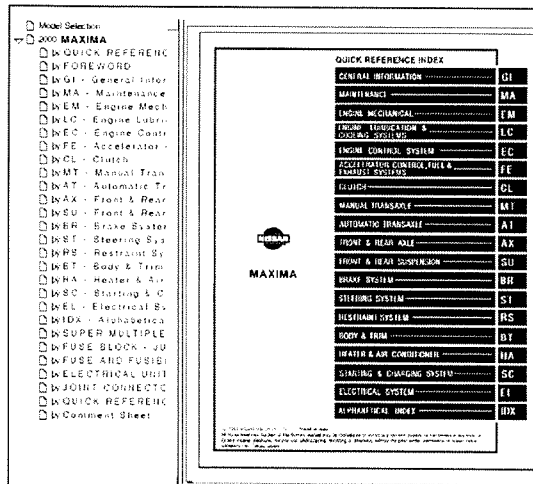 Model Selection
2000 MAXIMA
QUICK REFERENC
FOREWORD
GI - General Infor
MA - Maintenance
EM - Engine Mech
LC - Engine Lubri
EC - Engine Contr
FE - Accelerator
CL - Clutch
MT - Manual Tran
AT - Automatic Tr
AX - Front & Rear
SU - Front & Rear
BR - Brake System
ST - Steering Sys
RS - Restraint Sy
BT - Body & Trim
HA - Heater & Air
SC - Starting & C
EL - Electrical Sy
IDX - Alphabetica
SUPER MULTIPLE
FUSE BLOCK - JU
FUSE AND FUSIBL
ELECTRICAL UNIT
JOINT CONNECTO
QUICK REFERENC
Comment Sheet
NISSAN
MAXIMA
QUICK REFERENCE INDEX
GENERAL INFORMATION GI
MAINTENANCE MA
ENGINE MECHANICAL EM
ENGINE LUBRICATION &
COOLING SYSTEMS LC
ENGINE CONTROL SYSTEM EC
ACCELERATOR CONTROL, FUEL &
EXHAUST SYSTEMS FE
CLUTCH CL
MANUAL TRANSAXLE MT
AUTOMATIC TRANSAXLE AT
FRONT & REAR AXLE AX
FRONT & REAR SUSPENSION SU
BRAKE SYSTEM BR
STEERING SYSTEM ST
RESTRAINT SYSTEM RS
BODY & TRIM BT
HEATER & AIR CONDITIONER HA
STARTING & CHARGING SYSTEM SC
ELECTRICAL SYSTEM EL
ALPHABETICAL INDEX IDX